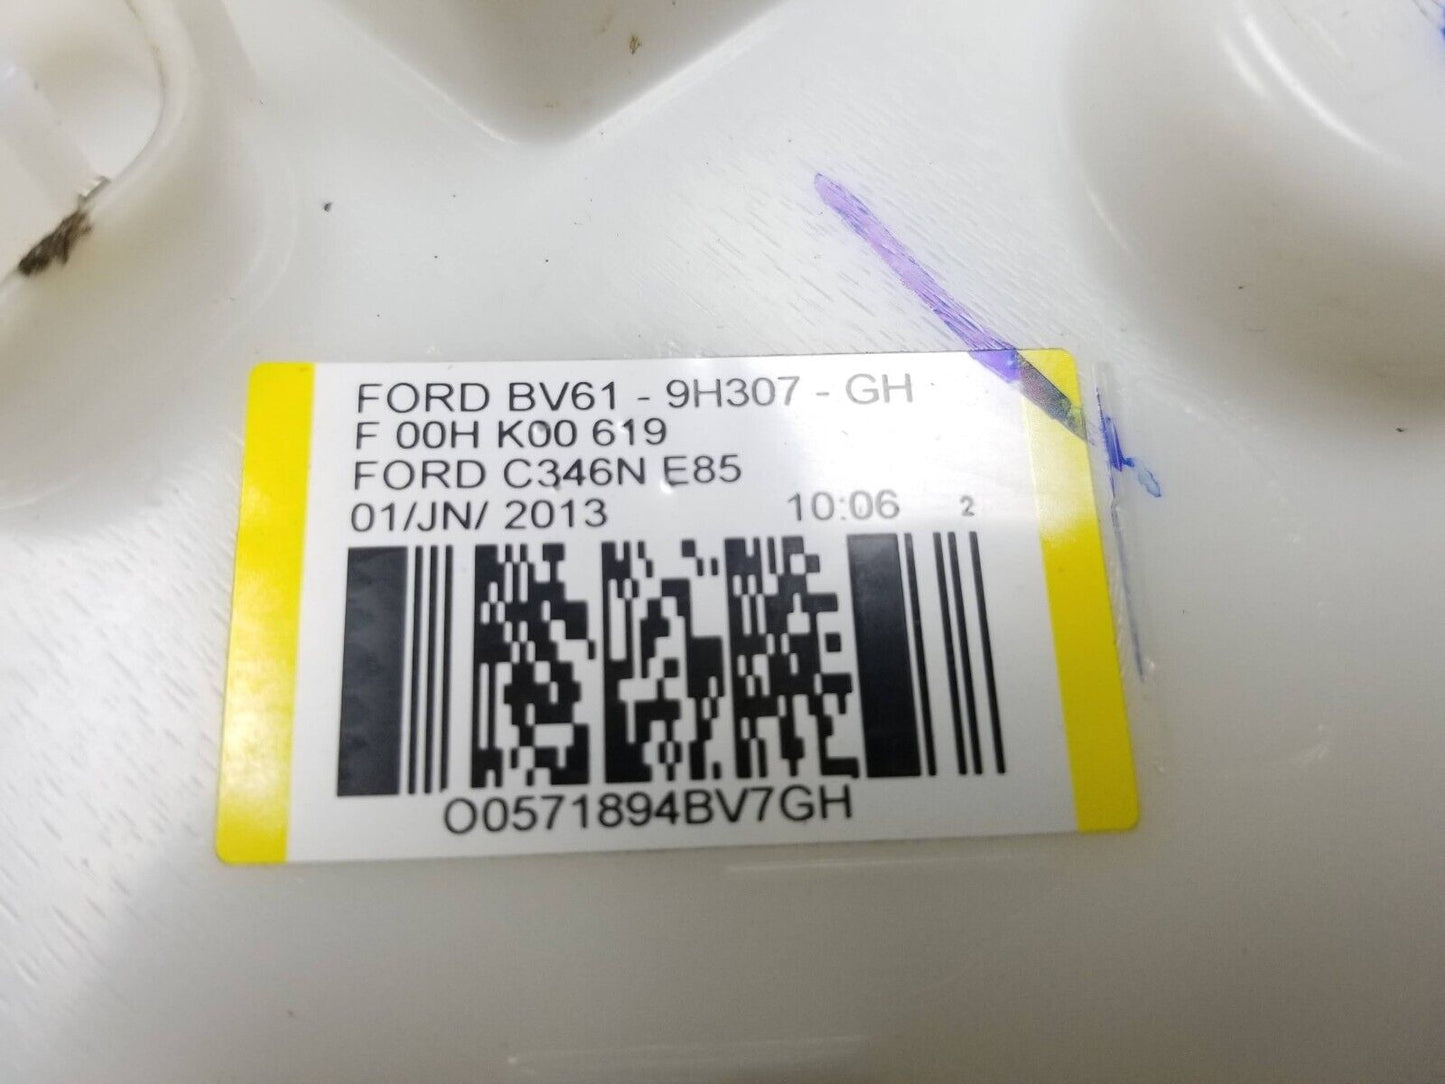 FORD BV61 - 9H307 - GH
F 00H K00 619
FORD C346N E85
01/JN/ 2013 10:06 2
O0571894BV7GH